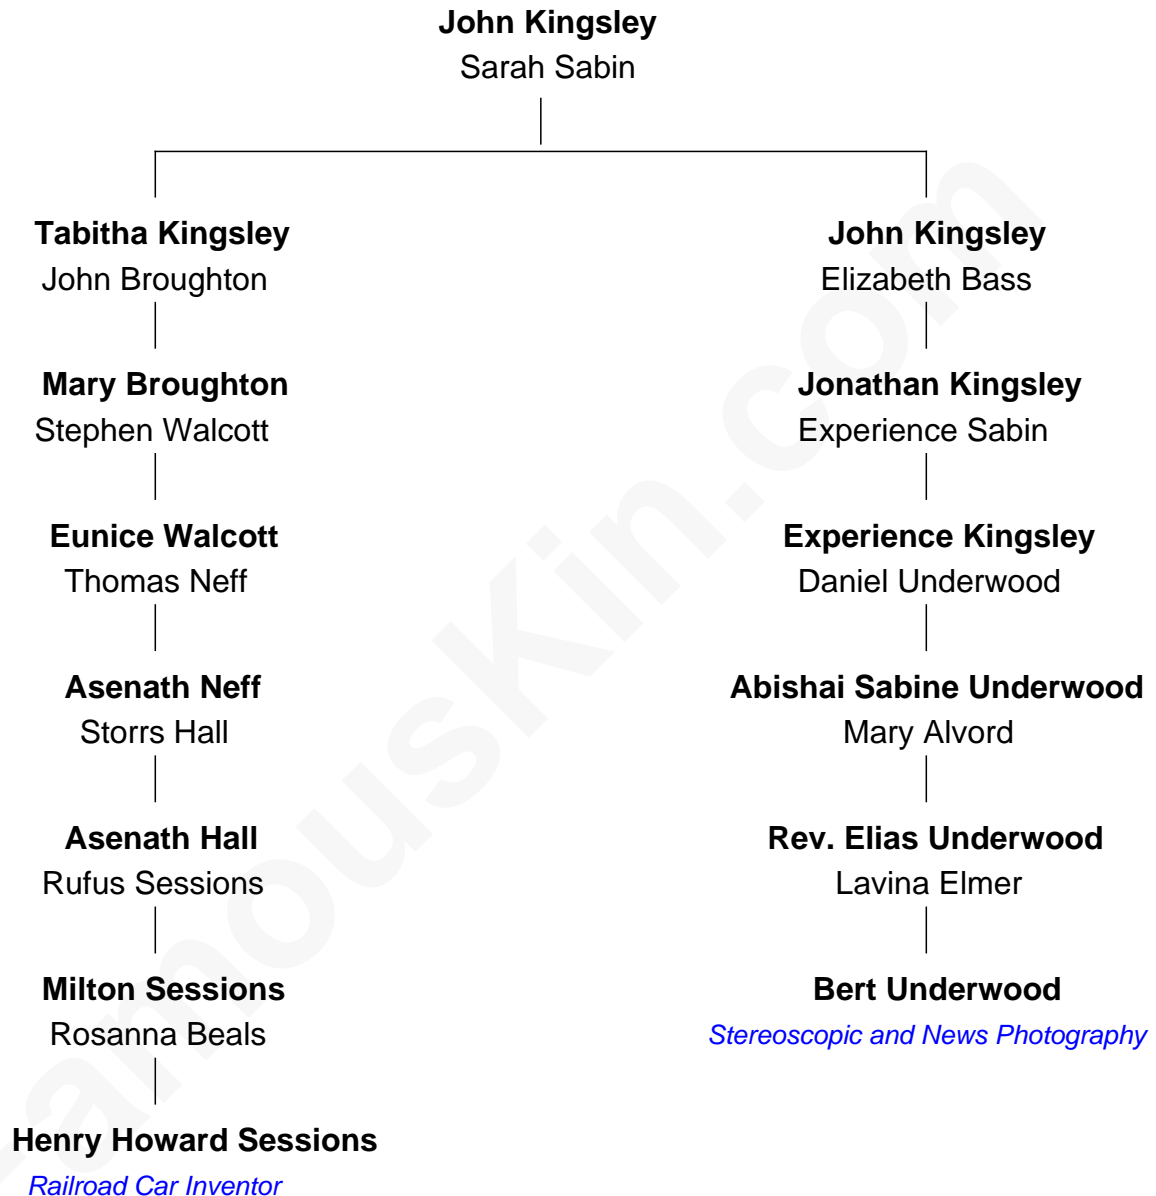 John Kingsley
Sarah Sabin
Tabitha Kingsley
John Broughton
John Kingsley
Elizabeth Bass
Mary Broughton
Stephen Walcott
Jonathan Kingsley
Experience Sabin
Eunice Walcott
Thomas Neff
Experience Kingsley
Daniel Underwood
Asenath Neff
Storrs Hall
Abishai Sabine Underwood
Mary Alvord
Asenath Hall
Rufus Sessions
Rev. Elias Underwood
Lavina Elmer
Milton Sessions
Rosanna Beals
Bert Underwood
Stereoscopic and News Photography
Henry Howard Sessions
Railroad Car Inventor
FamousKin.com